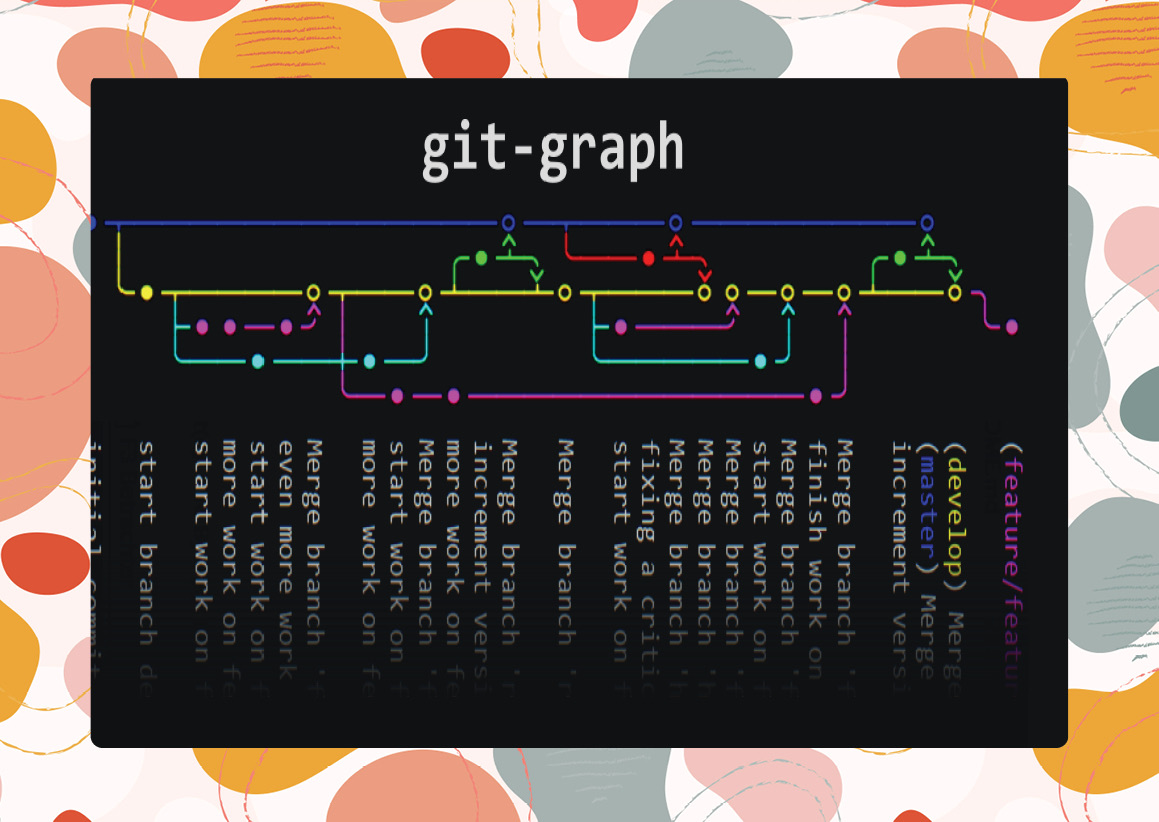 git-graph
initial commit
start branch de
start work on f
more work on fe
start work on f
even more work
Merge branch 'f
more work on fe
start work on f
Merge branch 'f
more work on fe
increment versi
Merge branch 'r
Merge branch 'r
start work on f
fixing a critic
Merge branch 'h
Merge branch 'h
Merge branch 'f
start work on f
Merge branch 'f
finish work on
Merge branch 'f
increment versi
(master) Merge
(develop) Merge
(feature/featur